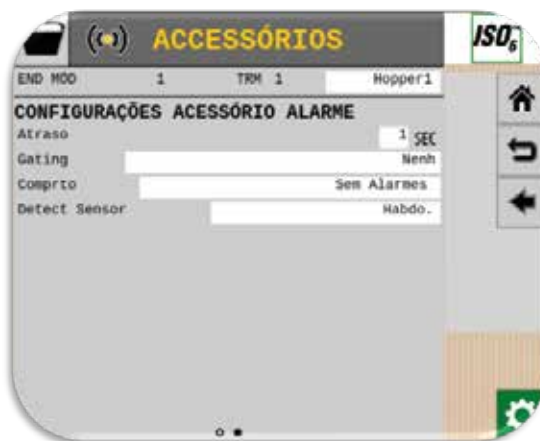 ACCESSÓRIOS
ISO6
END MOD 1 TRM 1 Hopper1
CONFIGURAÇÕES ACESSÓRIO ALARME
Atraso 1 SEC
Gating Nenh
Comprto Sem Alarmes
Detect Sensor Habdo.